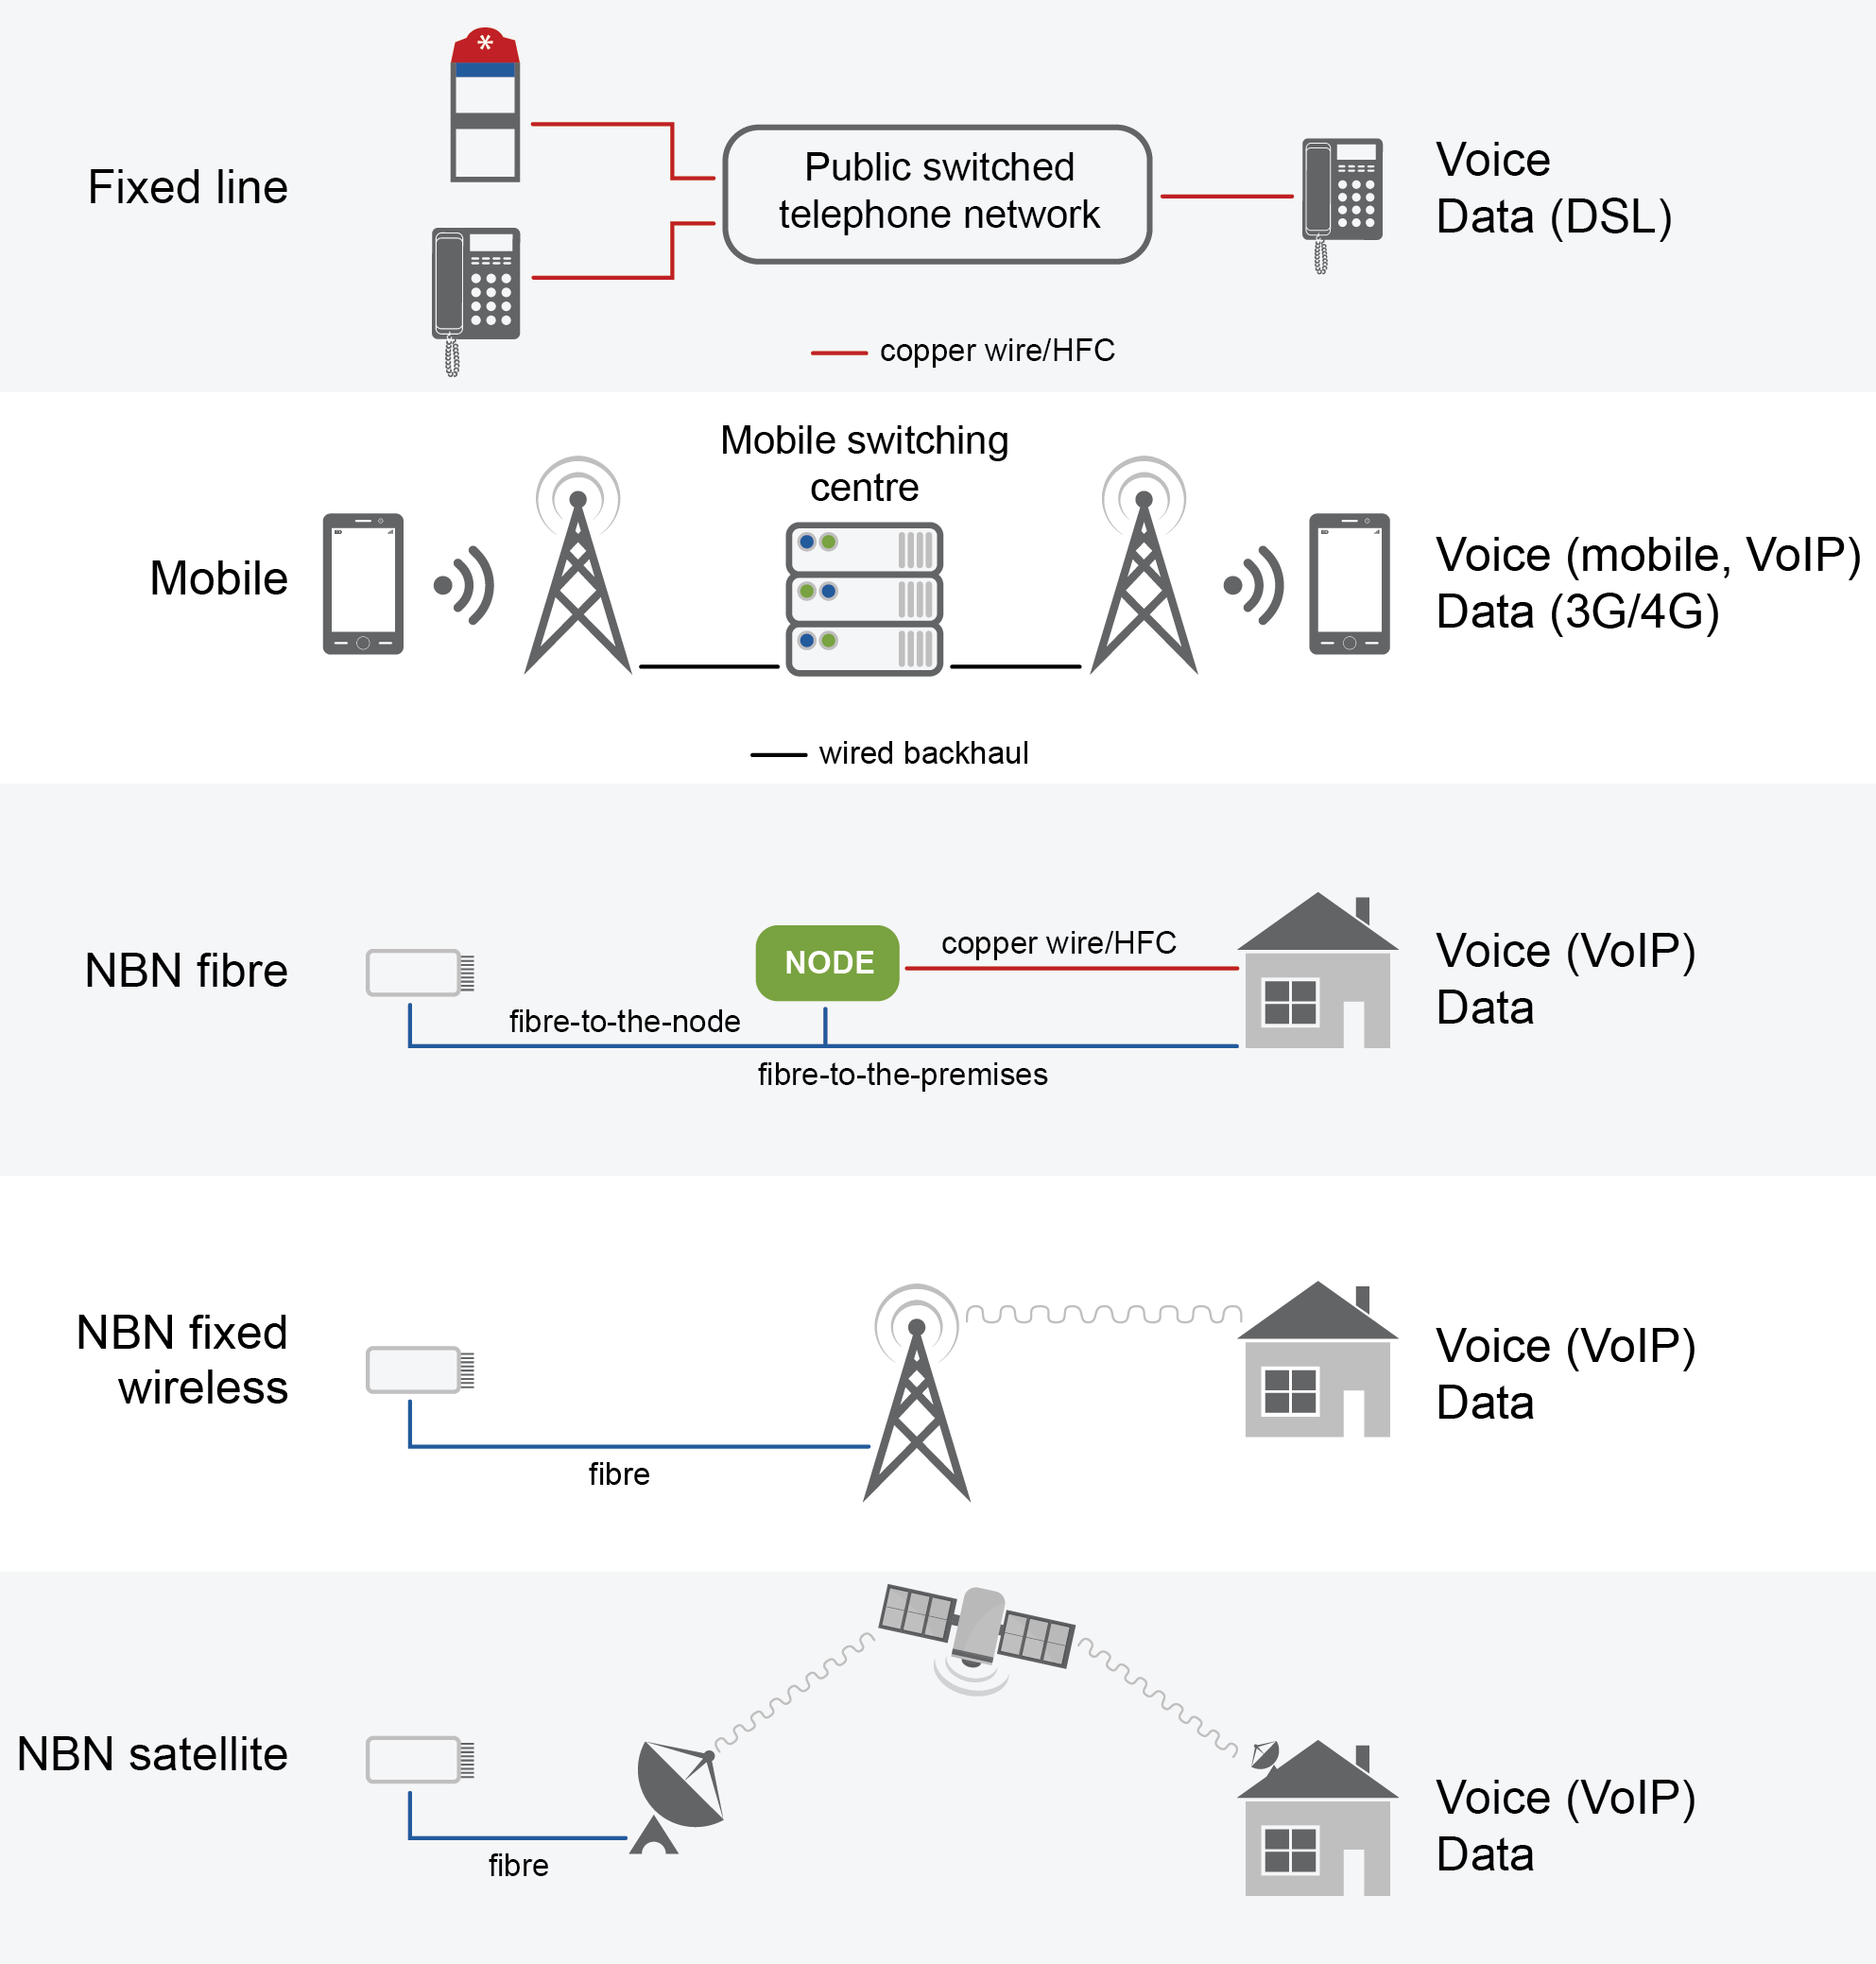 Fixed line
*
Public switched
telephone network
Voice
Data (DSL)
copper wire/HFC
Mobile
Mobile switching
centre
Voice (mobile, VoIP)
Data (3G/4G)
wired backhaul
NBN fibre
NODE
copper wire/HFC
fibre-to-the-node
fibre-to-the-premises
Voice (VoIP)
Data
NBN fixed
wireless
fibre
Voice (VoIP)
Data
NBN satellite
fibre
Voice (VoIP)
Data